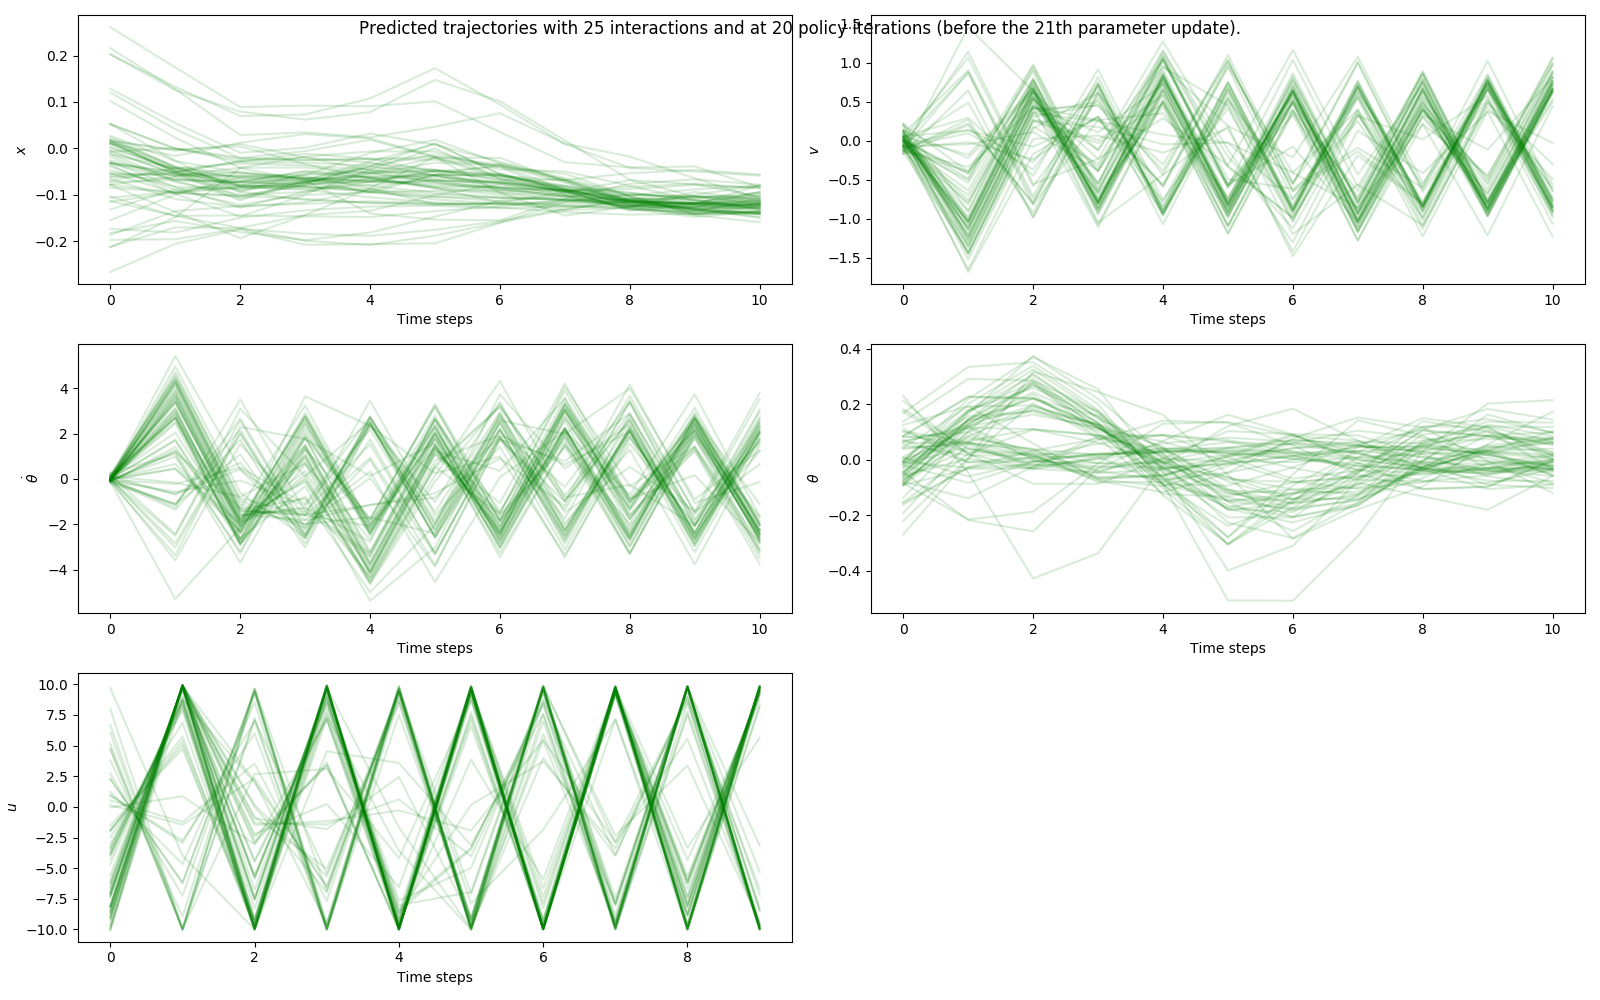 Predicted trajectories with 25 interactions and at 20 policy iterations (before the 21th parameter update).
0.2
0.1
0.0
−0.1
−0.2
x
0 2 4 6 8 10
Time steps
1.5
1.0
0.5
0.0
−0.5
−1.0
−1.5
v
0 2 4 6 8 10
Time steps
4
2
0
−2
−4
θ̇
0 2 4 6 8 10
Time steps
0.4
0.2
0.0
−0.2
−0.4
θ
0 2 4 6 8 10
Time steps
10.0
7.5
5.0
2.5
0.0
−2.5
−5.0
−7.5
−10.0
u
0 2 4 6 8
Time steps